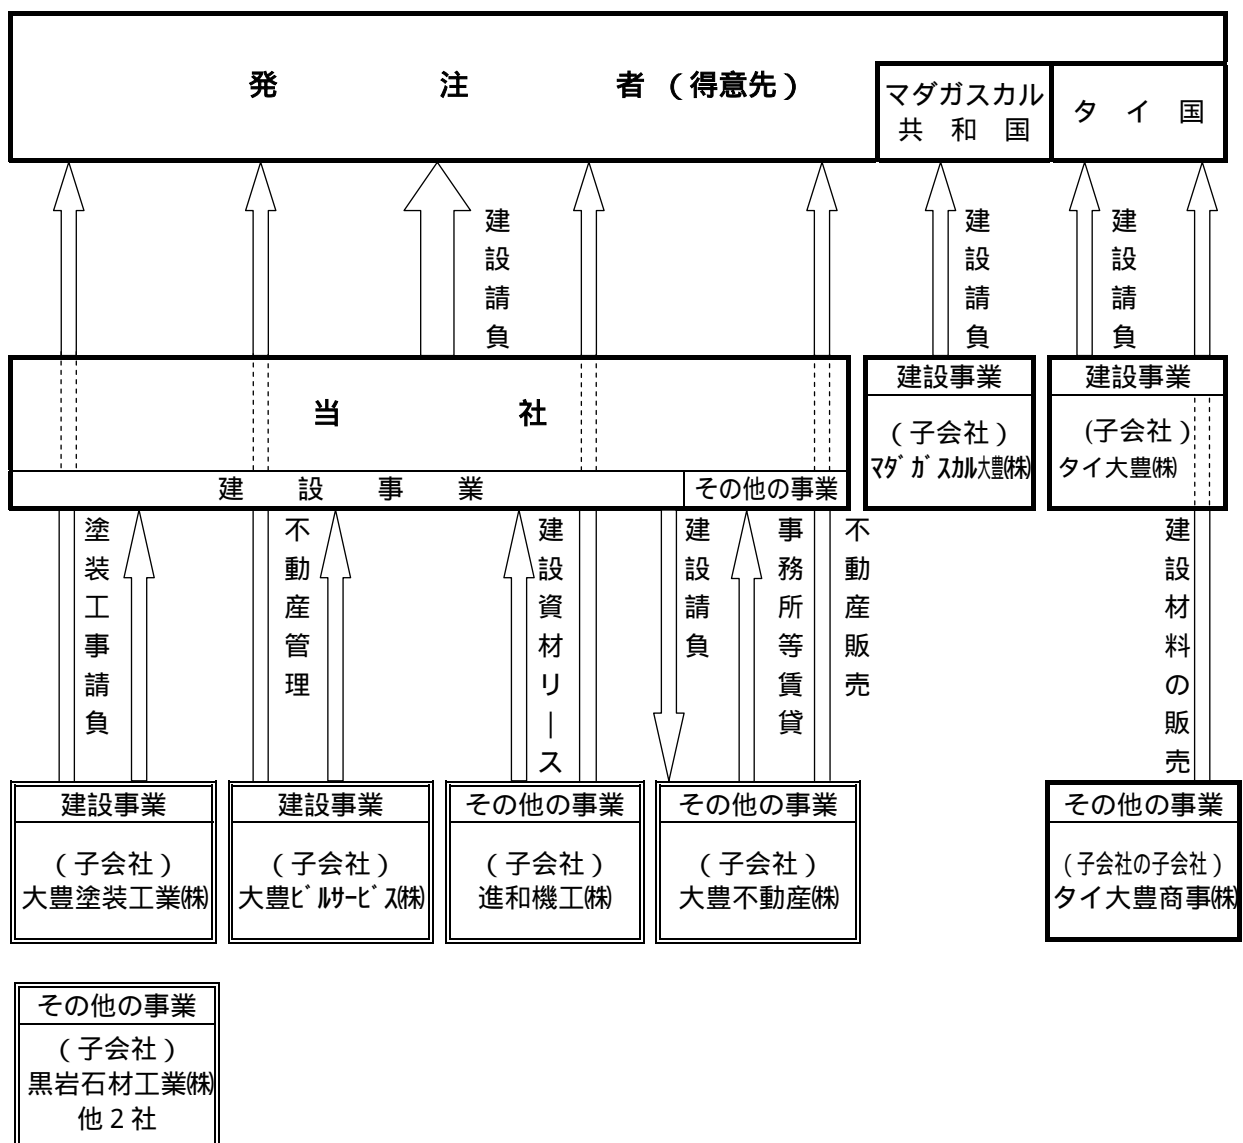 発　注　者（得意先）
マダガスカル
共　和　国
タ　イ　国
建設請負
建設請負
建設請負
当　社
建　設　事　業
その他の事業
建設事業
（子会社）
ﾏﾀﾞｶﾞｽｶﾙ大豊㈱
建設事業
(子会社）
タイ大豊㈱
塗装工事請負
不動産管理
建設資材リース
建設請負
事務所等賃貸
不動産販売
建設材料の販売
建設事業
（子会社）
大豊塗装工業㈱
建設事業
（子会社）
大豊ﾋﾞﾙｻｰﾋﾞｽ㈱
その他の事業
（子会社）
進和機工㈱
その他の事業
（子会社）
大豊不動産㈱
その他の事業
（子会社の子会社）
タイ大豊商事㈱
その他の事業
（子会社）
黒岩石材工業㈱
他２社